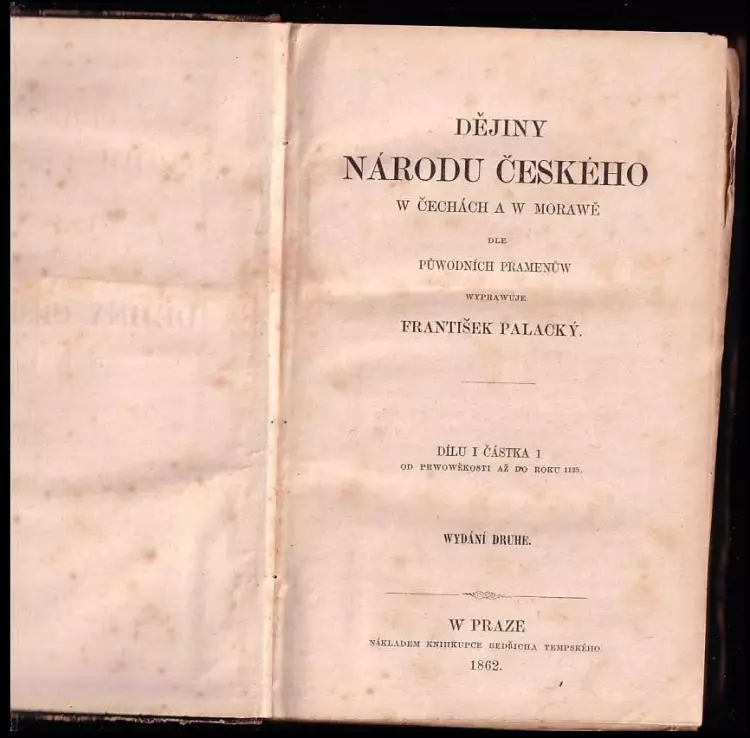 DĚJINY
NÁRODU ČESKÉHO
W ČECHÁCH A W MORAWĚ
DLE
PŮWODNÍCH PRAMENŮW
WYPRAWUJE
FRANTIŠEK PALACKÝ.
DÍLU I ČÁSTKA 1
OD PRWOWĚKOSTI AŽ DO ROKU 1125.
WYDÁNÍ DRUHE.
W PRAZE
NÁKLADEM KNIHKUPCE BEDŘICHA TEMPSKÉHO.
1862.